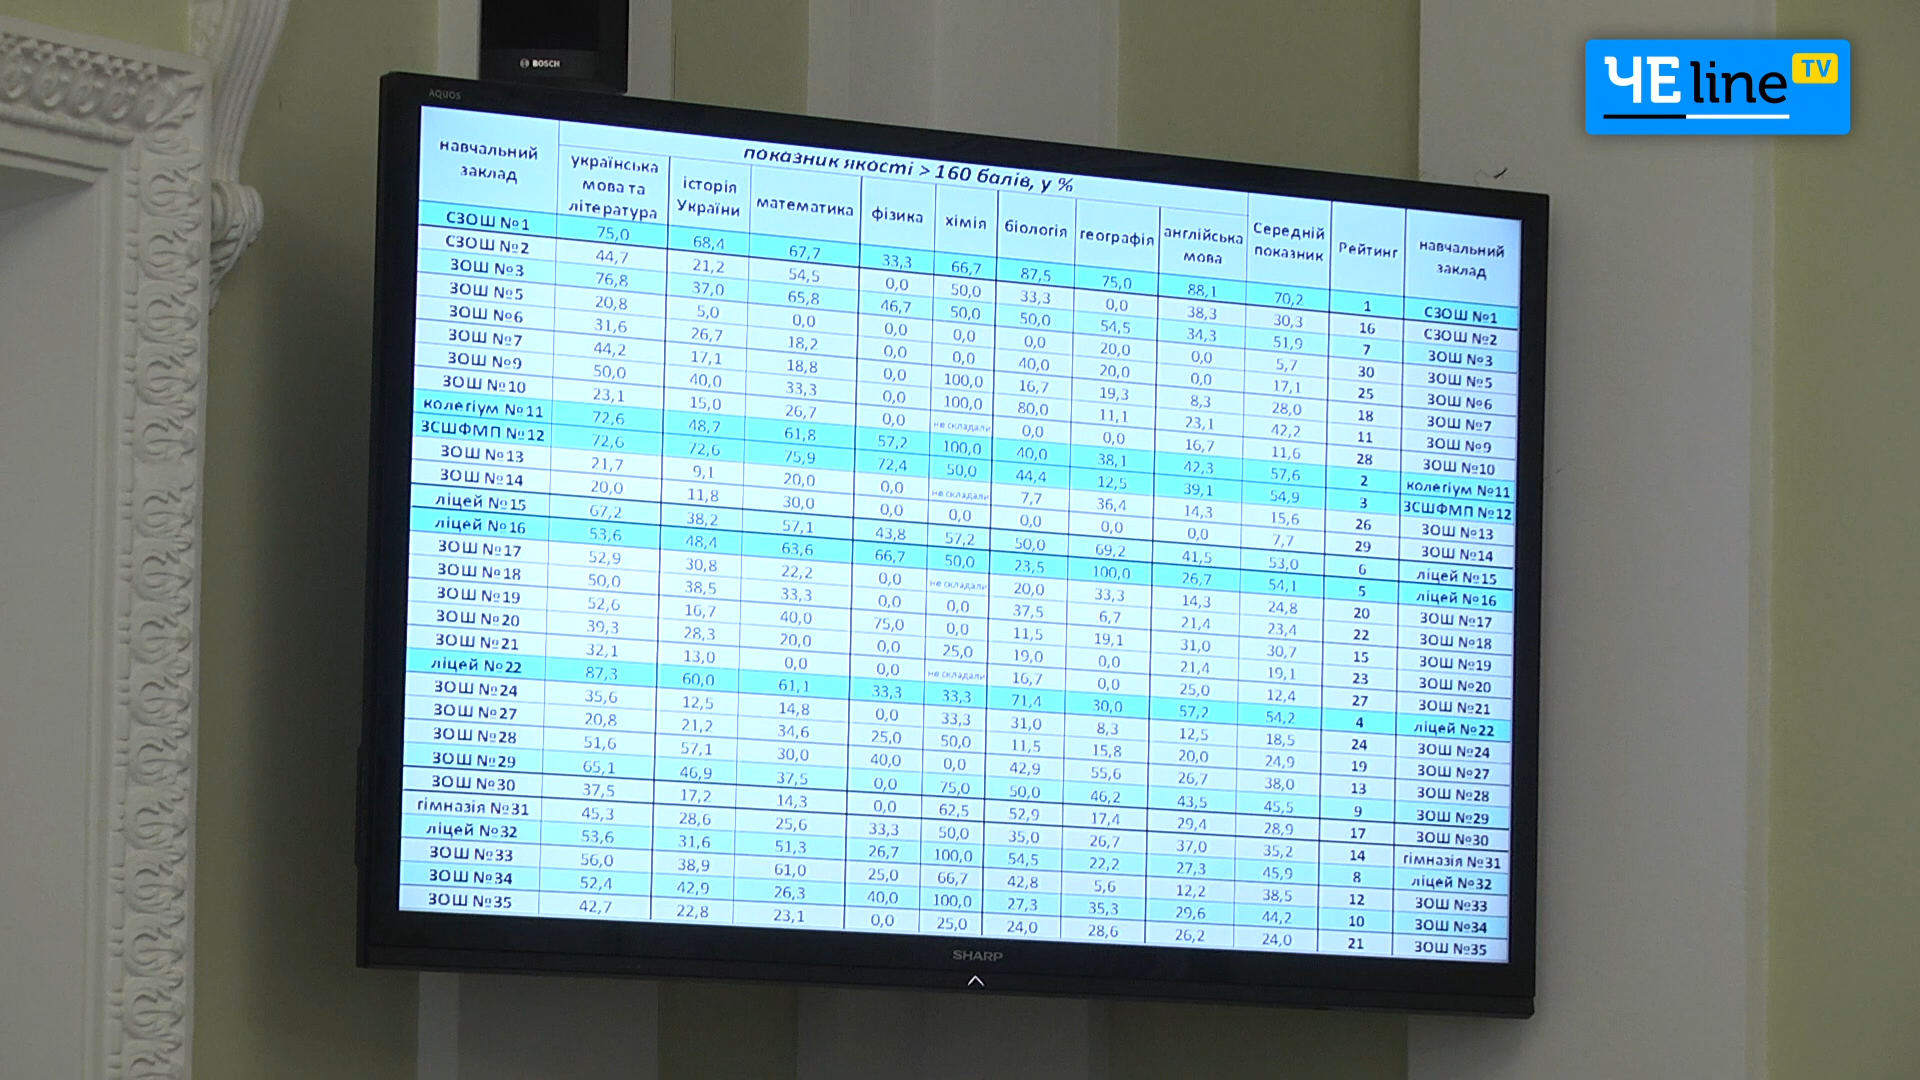 BOSCH
ЧЕ line TV
AQUOS
навчальний
заклад
показник якості > 160 балів, у %
українська
мова та
література
історія
України
математика
фізика
хімія
біологія
географія
англійська
мова
Середній
показник
Рейтинг
навчальний
заклад
СЗОШ №1 75,0 68,4 67,7 33,3 66,7 87,5 75,0 88,1 70,2 1 СЗОШ №1
СЗОШ №2 44,7 21,2 54,5 0,0 50,0 33,3 0,0 38,3 30,3 16 СЗОШ №2
ЗОШ №3 76,8 37,0 65,8 46,7 50,0 50,0 54,5 34,3 51,9 7 ЗОШ №3
ЗОШ №5 20,8 5,0 0,0 0,0 0,0 0,0 20,0 0,0 5,7 30 ЗОШ №5
ЗОШ №6 31,6 26,7 18,2 0,0 0,0 40,0 20,0 0,0 17,1 25 ЗОШ №6
ЗОШ №7 44,2 17,1 18,8 0,0 100,0 16,7 19,3 8,3 28,0 18 ЗОШ №7
ЗОШ №9 50,0 40,0 33,3 0,0 100,0 80,0 11,1 23,1 42,2 11 ЗОШ №9
ЗОШ №10 23,1 15,0 26,7 0,0 не складали 0,0 0,0 16,7 11,6 28 ЗОШ №10
колегіум №11 72,6 48,7 61,8 57,2 100,0 40,0 38,1 42,3 57,6 2 колегіум №11
ЗСШФМП №12 72,6 72,6 75,9 72,4 50,0 44,4 12,5 39,1 54,9 3 ЗСШФМП №12
ЗОШ №13 21,7 9,1 20,0 0,0 не складали 7,7 36,4 14,3 15,6 26 ЗОШ №13
ЗОШ №14 20,0 11,8 30,0 0,0 0,0 0,0 0,0 0,0 7,7 29 ЗОШ №14
ліцей №15 67,2 38,2 57,1 43,8 57,2 50,0 69,2 41,5 53,0 6 ліцей №15
ліцей №16 53,6 48,4 63,6 66,7 50,0 23,5 100,0 26,7 54,1 5 ліцей №16
ЗОШ №17 52,9 30,8 22,2 0,0 не складали 20,0 33,3 14,3 24,8 20 ЗОШ №17
ЗОШ №18 50,0 38,5 33,3 0,0 0,0 37,5 6,7 21,4 23,4 22 ЗОШ №18
ЗОШ №19 52,6 16,7 40,0 75,0 0,0 11,5 19,1 31,0 30,7 15 ЗОШ №19
ЗОШ №20 39,3 28,3 20,0 0,0 25,0 19,0 0,0 21,4 19,1 23 ЗОШ №20
ЗОШ №21 32,1 13,0 0,0 0,0 не складали 16,7 0,0 25,0 12,4 27 ЗОШ №21
ліцей №22 87,3 60,0 61,1 33,3 33,3 71,4 30,0 57,2 54,2 4 ліцей №22
ЗОШ №24 35,6 12,5 14,8 0,0 33,3 31,0 8,3 12,5 18,5 24 ЗОШ №24
ЗОШ №27 20,8 21,2 34,6 25,0 50,0 11,5 15,8 20,0 24,9 19 ЗОШ №27
ЗОШ №28 51,6 57,1 30,0 40,0 0,0 42,9 55,6 26,7 38,0 13 ЗОШ №28
ЗОШ №29 65,1 46,9 37,5 0,0 75,0 50,0 46,2 43,5 45,5 9 ЗОШ №29
ЗОШ №30 37,5 17,2 14,3 0,0 62,5 52,9 17,4 29,4 28,9 17 ЗОШ №30
гімназія №31 45,3 28,6 25,6 33,3 50,0 35,0 26,7 37,0 35,2 14 гімназія №31
ліцей №32 53,6 31,6 51,3 26,7 100,0 54,5 22,2 27,3 45,9 8 ліцей №32
ЗОШ №33 56,0 38,9 61,0 25,0 66,7 42,8 5,6 12,2 38,5 12 ЗОШ №33
ЗОШ №34 52,4 42,9 26,3 40,0 100,0 27,3 35,3 29,6 44,2 10 ЗОШ №34
ЗОШ №35 42,7 22,8 23,1 0,0 25,0 24,0 28,6 26,2 24,0 21 ЗОШ №35
SHARP